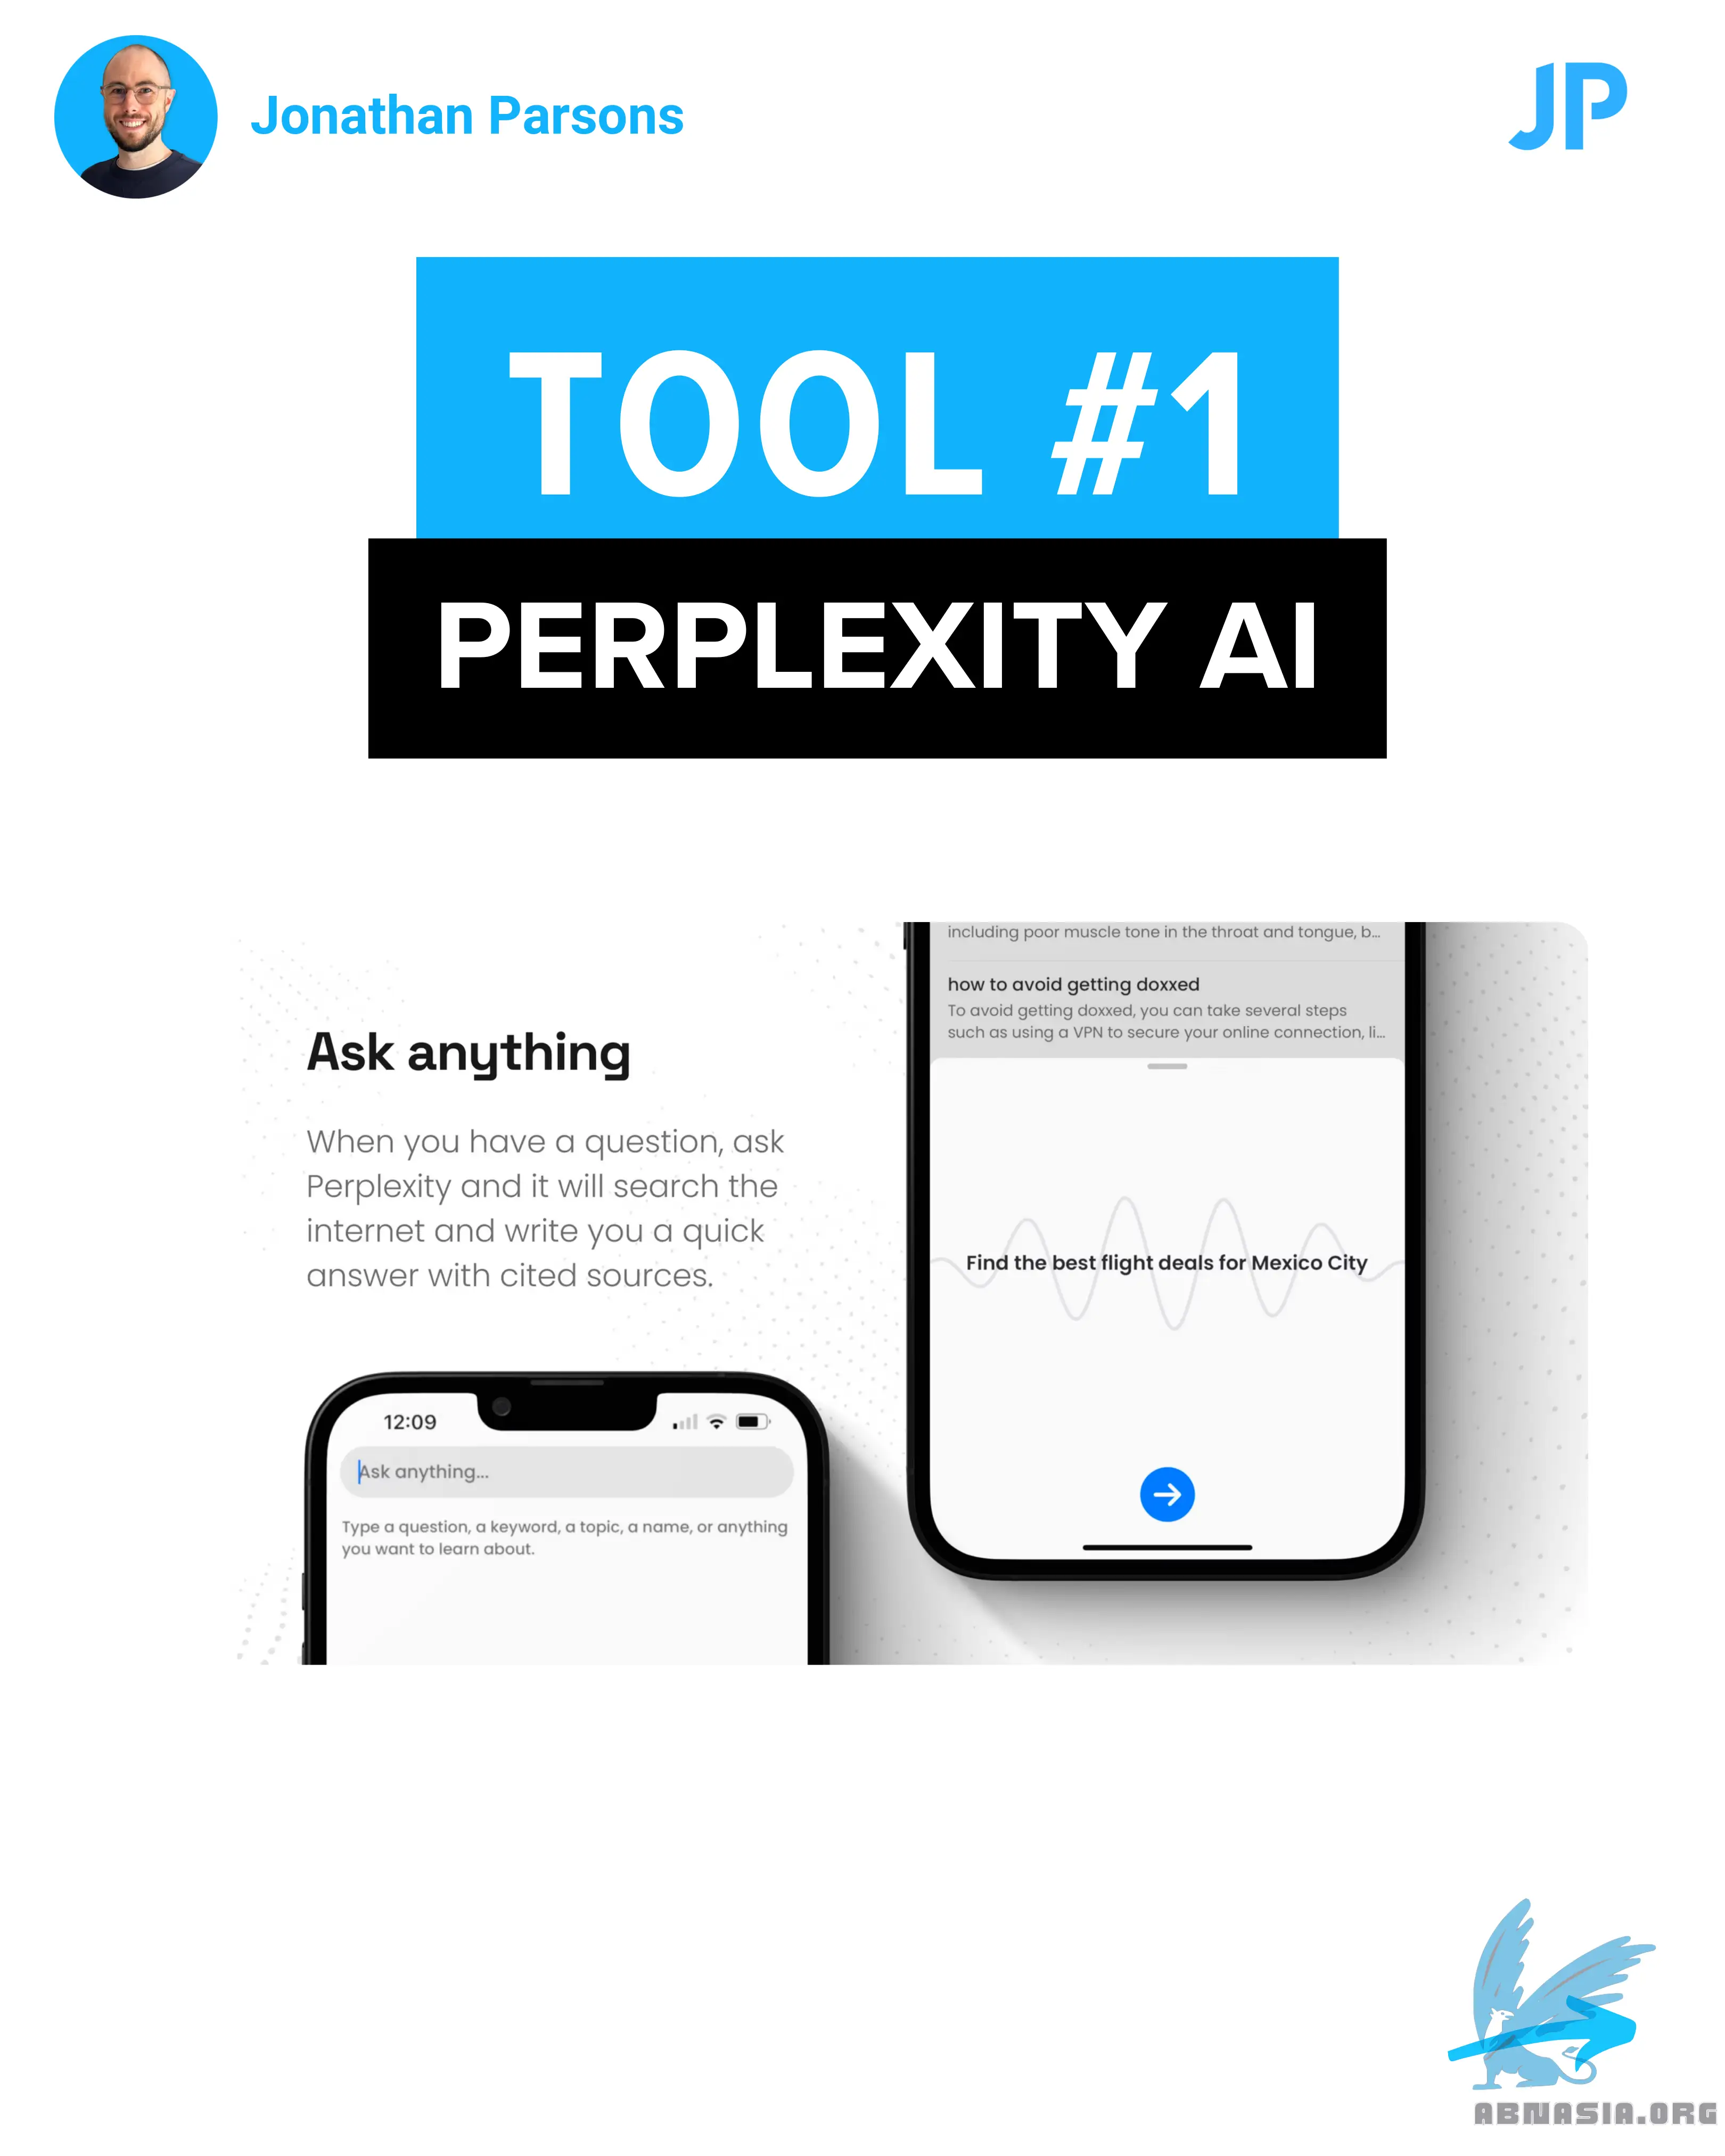 Jonathan Parsons
JP
TOOL #1
PERPLEXITY AI
Ask anything
When you have a question, ask
Perplexity and it will search the
internet and write you a quick
answer with cited sources.
12:09
Ask anything...
Type a question, a keyword, a topic, a name, or anything
you want to learn about.
including poor muscle tone in the throat and tongue, b...
how to avoid getting doxxed
To avoid getting doxxed, you can take several steps
such as using a VPN to secure your online connection, li...
Find the best flight deals for Mexico City
ABNASIA.ORG